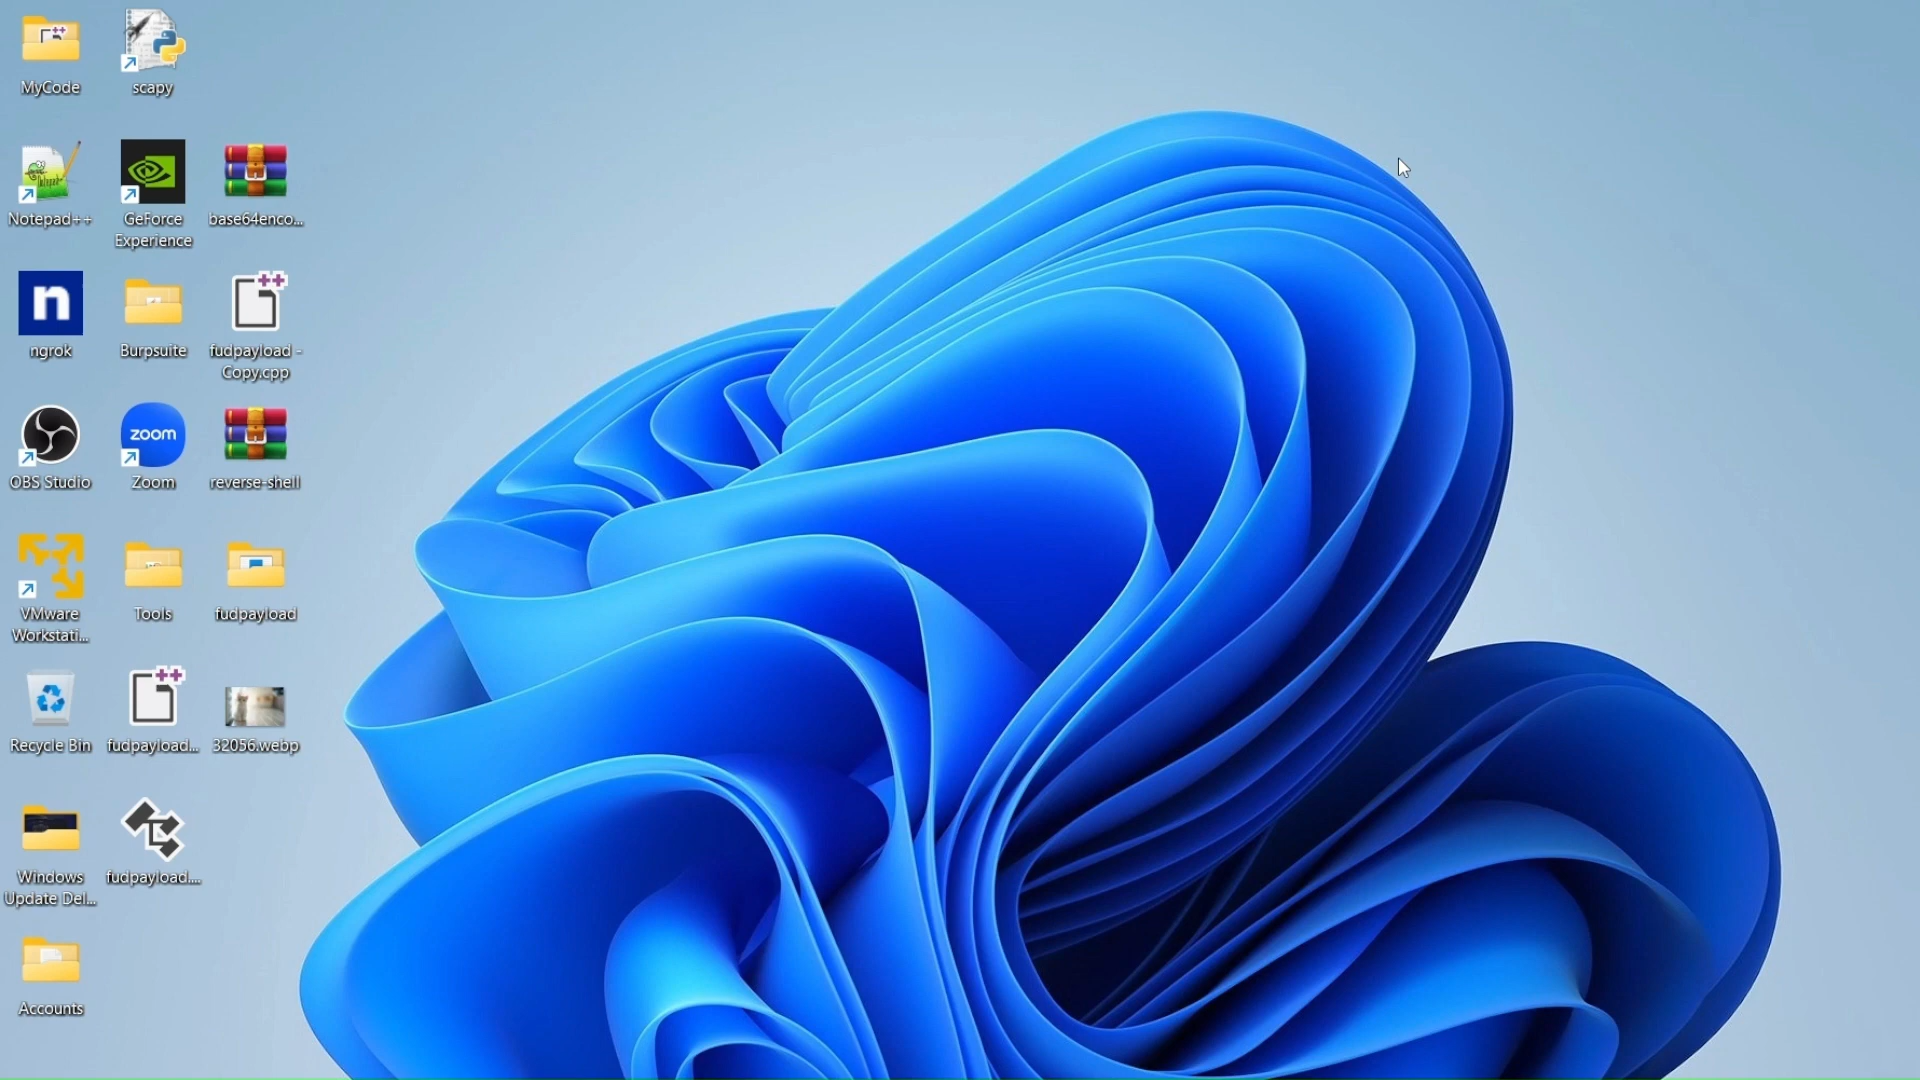 MyCode
scapy
Notepad++
GeForce
Experience
base64enco...
n
ngrok
Burpsuite
fudpayload -
Copy.cpp
OBS Studio
zoom
Zoom
reverse-shell
VMware
Workstati...
Tools
fudpayload
Recycle Bin
fudpayload...
32056.webp
Windows
Update Del...
fudpayload....
Accounts